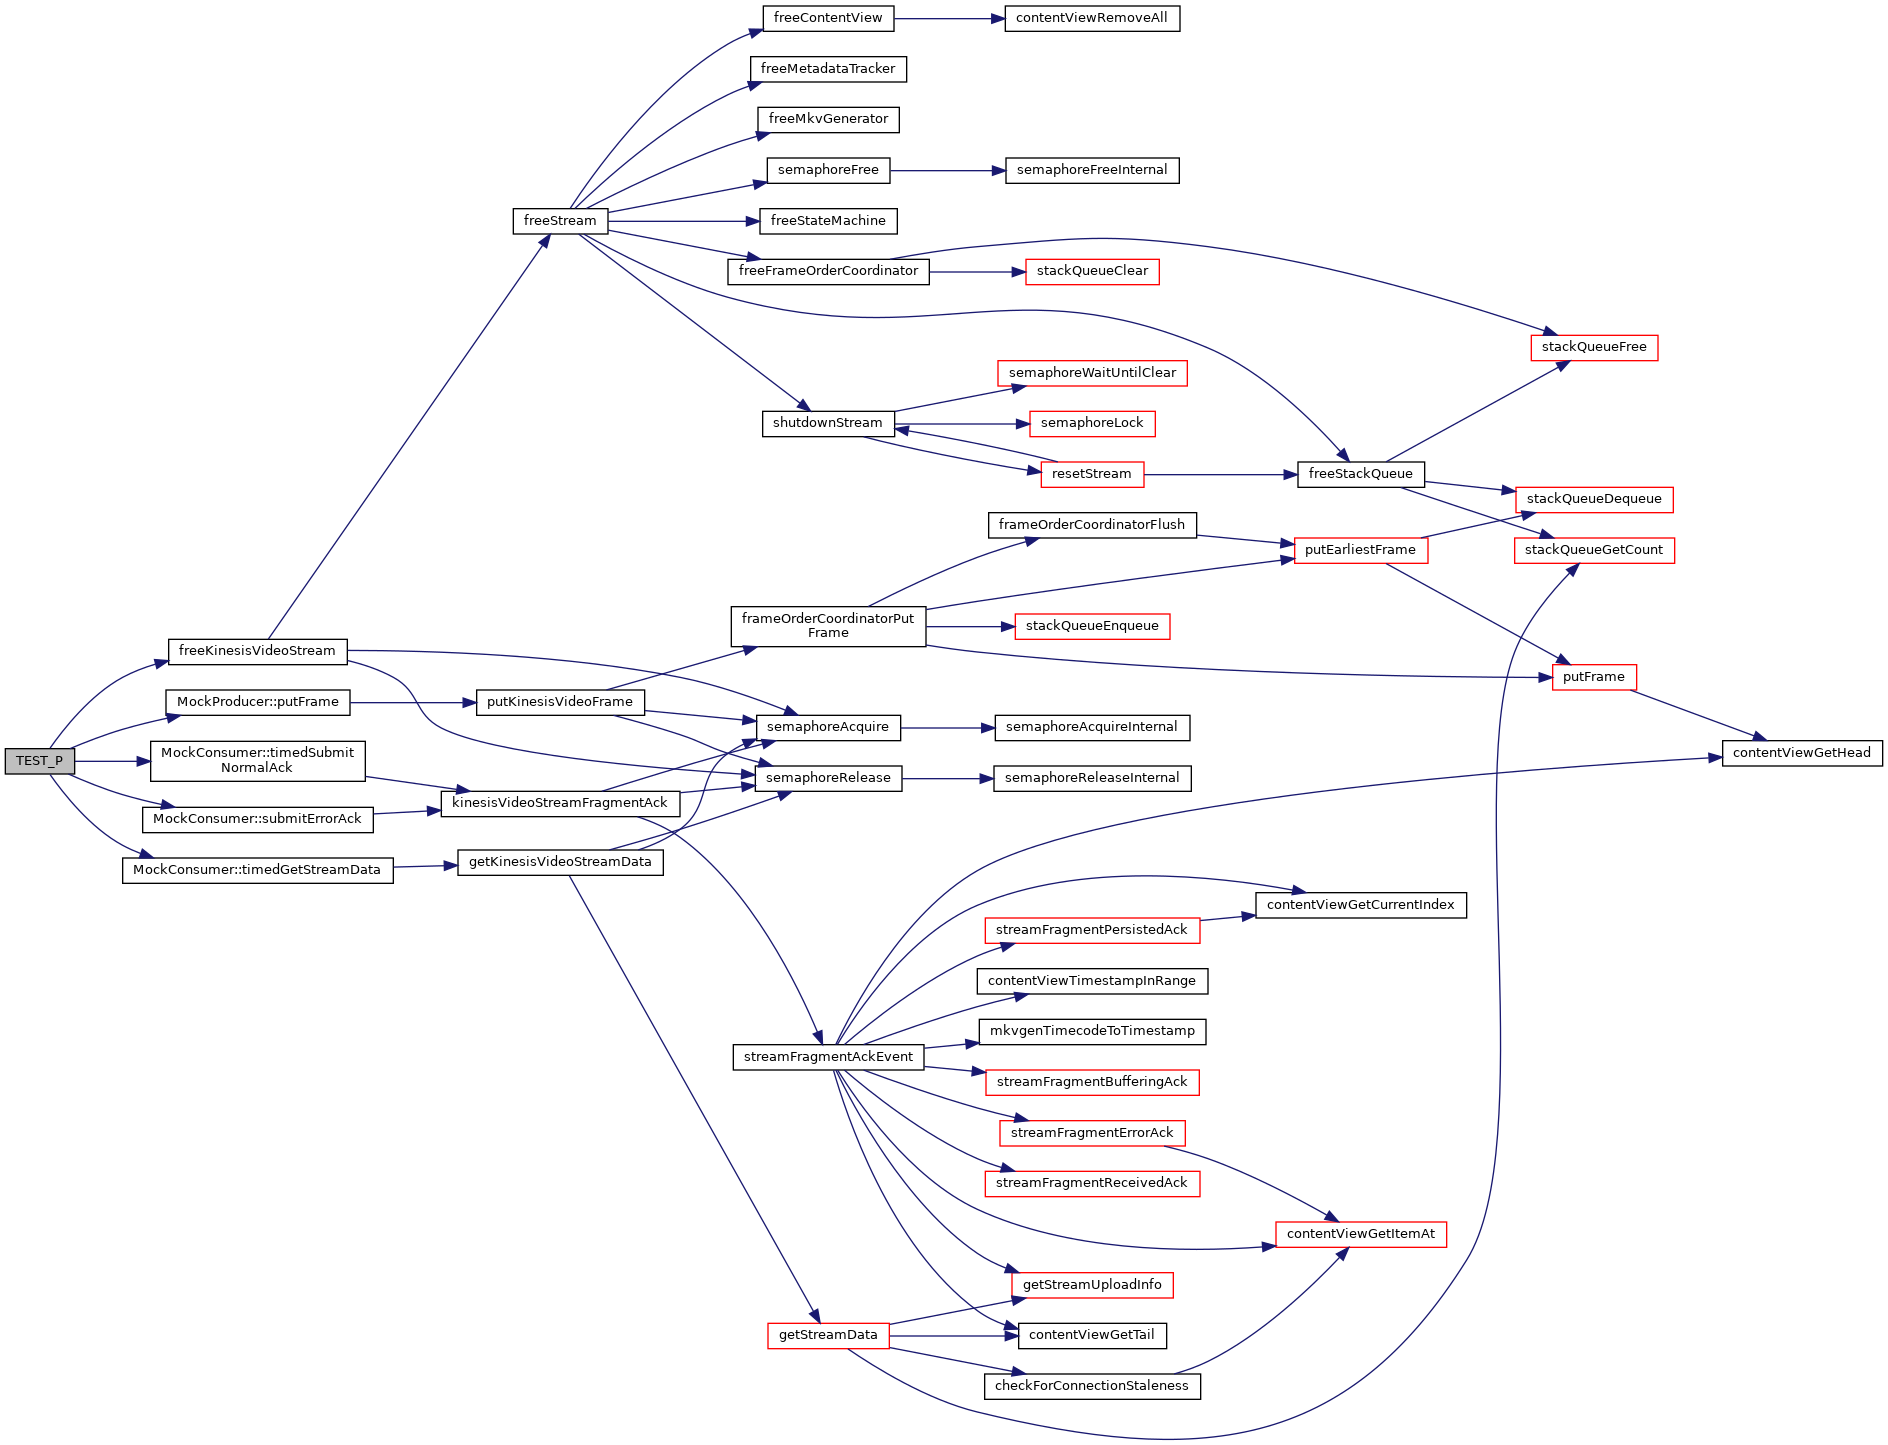 freeContentView
contentViewRemoveAll
freeMetadataTracker
freeMkvGenerator
semaphoreFree
semaphoreFreeInternal
freeStream
freeStateMachine
freeFrameOrderCoordinator
stackQueueClear
stackQueueFree
semaphoreWaitUntilClear
shutdownStream
semaphoreLock
resetStream
freeStackQueue
stackQueueDequeue
frameOrderCoordinatorFlush
putEarliestFrame
stackQueueGetCount
frameOrderCoordinatorPut
Frame
stackQueueEnqueue
freeKinesisVideoStream
putFrame
MockProducer::putFrame
putKinesisVideoFrame
semaphoreAcquire
semaphoreAcquireInternal
contentViewGetHead
TEST_P
MockConsumer::timedSubmit
NormalAck
semaphoreRelease
semaphoreReleaseInternal
kinesisVideoStreamFragmentAck
MockConsumer::submitErrorAck
getKinesisVideoStreamData
MockConsumer::timedGetStreamData
contentViewGetCurrentIndex
streamFragmentPersistedAck
contentViewTimestampInRange
mkvgenTimecodeToTimestamp
streamFragmentAckEvent
streamFragmentBufferingAck
streamFragmentErrorAck
streamFragmentReceivedAck
contentViewGetItemAt
getStreamUploadInfo
getStreamData
contentViewGetTail
checkForConnectionStaleness